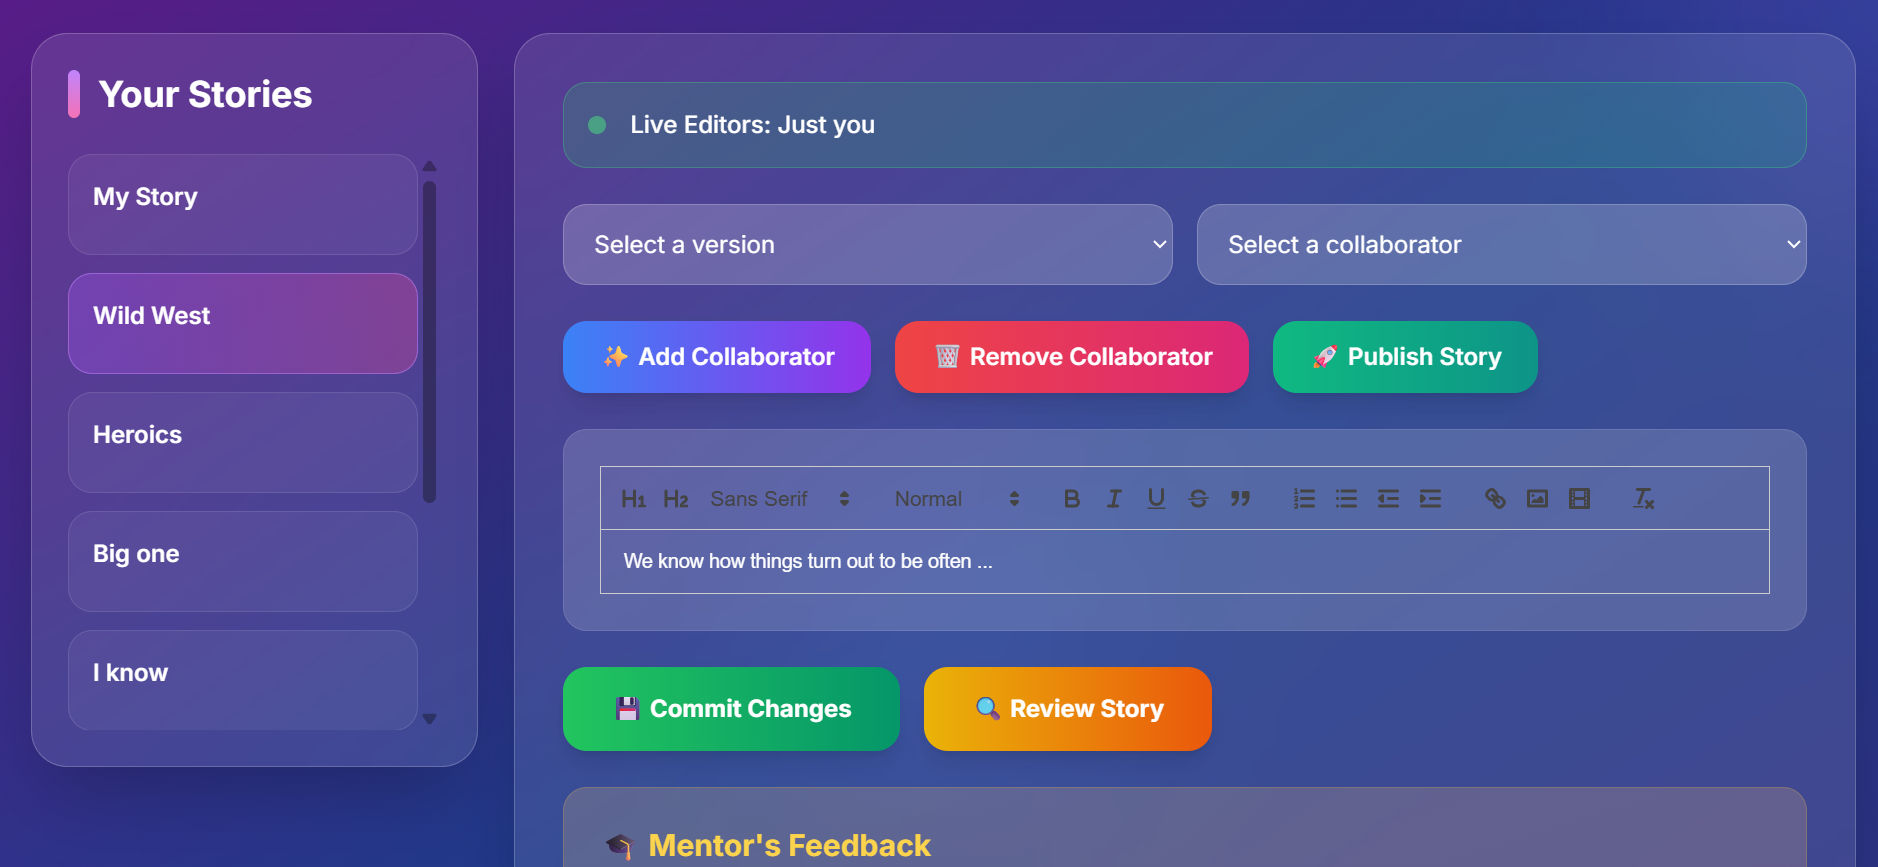 Your Stories
My Story
Wild West
Heroics
Big one
I know
Live Editors: Just you
Select a version
Select a collaborator
✨ Add Collaborator
🗑️ Remove Collaborator
🚀 Publish Story
H1 H2 Sans Serif Normal B I U S
We know how things turn out to be often ...
💾 Commit Changes
🔍 Review Story
🎓 Mentor's Feedback